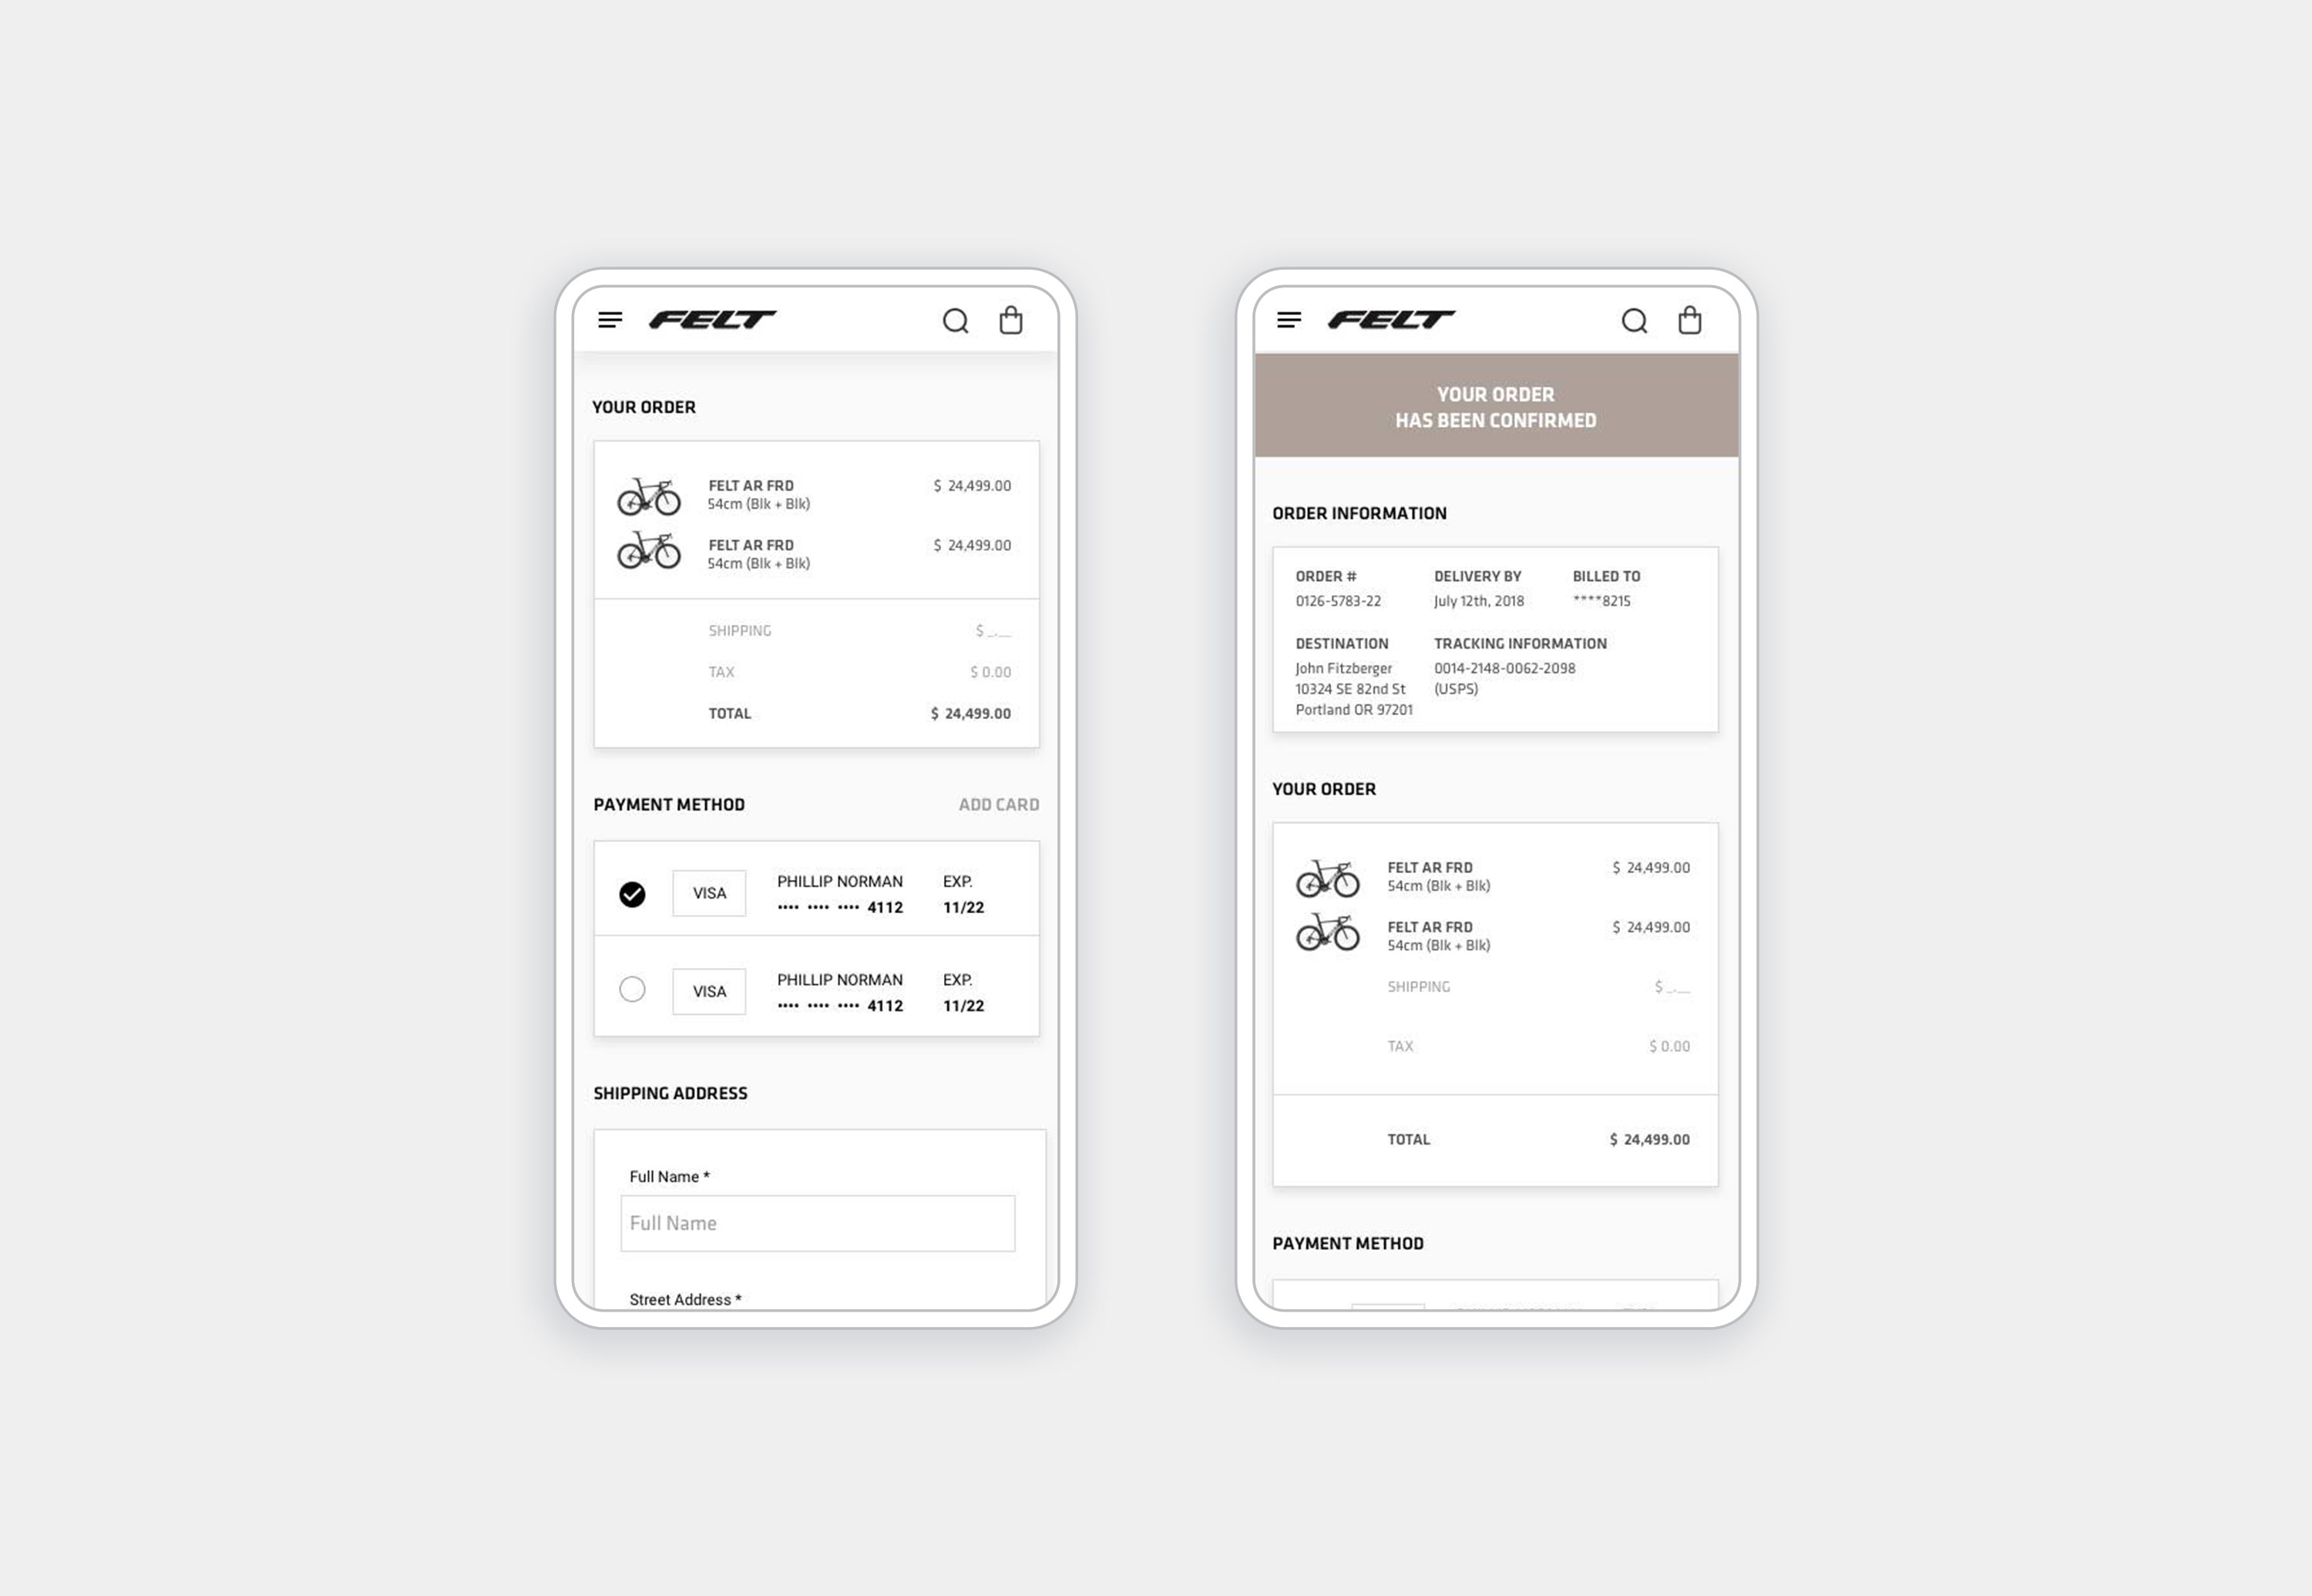 FELT
YOUR ORDER
FELT AR FRD $ 24,499.00
54cm (Blk + Blk)
FELT AR FRD $ 24,499.00
54cm (Blk + Blk)
SHIPPING $ _.__
TAX $ 0.00
TOTAL $ 24,499.00
PAYMENT METHOD ADD CARD
VISA PHILLIP NORMAN EXP.
•••• •••• •••• 4112 11/22
VISA PHILLIP NORMAN EXP.
•••• •••• •••• 4112 11/22
SHIPPING ADDRESS
Full Name *
Full Name
Street Address *
FELT
YOUR ORDER
HAS BEEN CONFIRMED
ORDER INFORMATION
ORDER # DELIVERY BY BILLED TO
0126-5783-22 July 12th, 2018 ****8215
DESTINATION TRACKING INFORMATION
John Fitzberger 0014-2148-0062-2098
10324 SE 82nd St (USPS)
Portland OR 97201
YOUR ORDER
FELT AR FRD $ 24,499.00
54cm (Blk + Blk)
FELT AR FRD $ 24,499.00
54cm (Blk + Blk)
SHIPPING $ _.__
TAX $ 0.00
TOTAL $ 24,499.00
PAYMENT METHOD